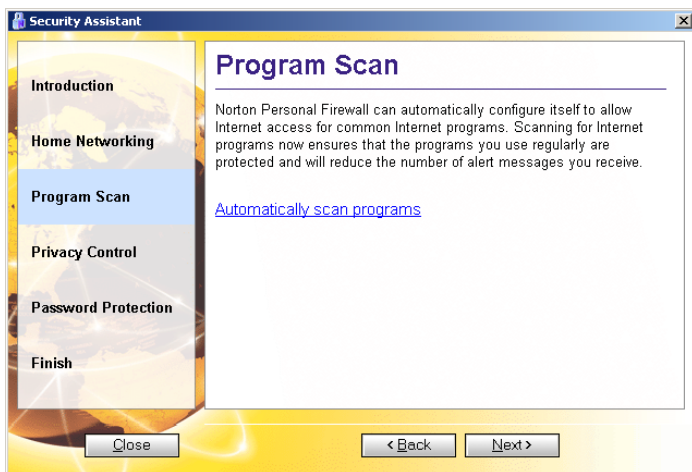 Security Assistant
Introduction
Home Networking
Program Scan
Privacy Control
Password Protection
Finish
Program Scan
Norton Personal Firewall can automatically configure itself to allow
Internet access for common Internet programs. Scanning for Internet
programs now ensures that the programs you use regularly are
protected and will reduce the number of alert messages you receive.
Automatically scan programs
Close
< Back
Next >